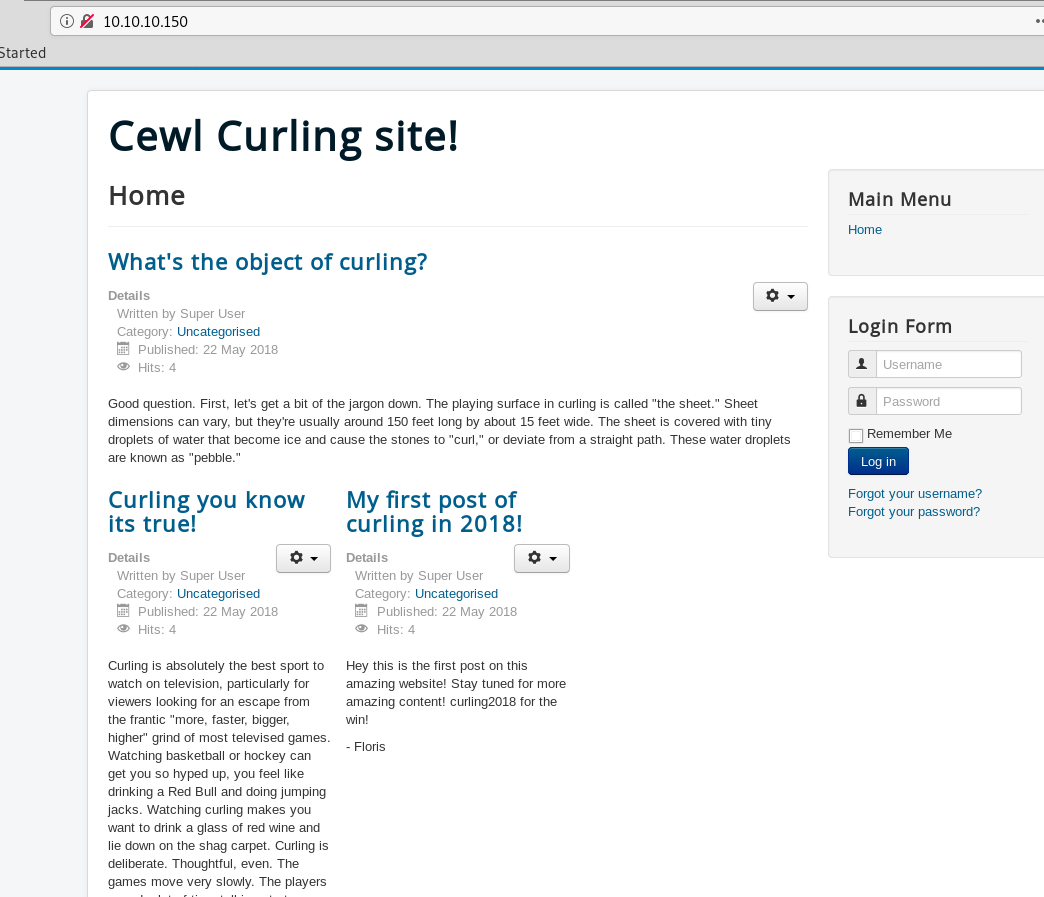 10.10.10.150
Started
Cewl Curling site!
Home
What's the object of curling?
Details
Written by Super User
Category: Uncategorised
Published: 22 May 2018
Hits: 4
Good question. First, let's get a bit of the jargon down. The playing surface in curling is called "the sheet." Sheet
dimensions can vary, but they're usually around 150 feet long by about 15 feet wide. The sheet is covered with tiny
droplets of water that become ice and cause the stones to "curl," or deviate from a straight path. These water droplets
are known as "pebble."
Curling you know
its true!
Details
Written by Super User
Category: Uncategorised
Published: 22 May 2018
Hits: 4
Curling is absolutely the best sport to
watch on television, particularly for
viewers looking for an escape from
the frantic "more, faster, bigger,
higher" grind of most televised games.
Watching basketball or hockey can
get you so hyped up, you feel like
drinking a Red Bull and doing jumping
jacks. Watching curling makes you
want to drink a glass of red wine and
lie down on the shag carpet. Curling is
deliberate. Thoughtful, even. The
games move very slowly. The players
My first post of
curling in 2018!
Details
Written by Super User
Category: Uncategorised
Published: 22 May 2018
Hits: 4
Hey this is the first post on this
amazing website! Stay tuned for more
amazing content! curling2018 for the
win!
- Floris
Main Menu
Home
Login Form
Username
Password
Remember Me
Log in
Forgot your username?
Forgot your password?